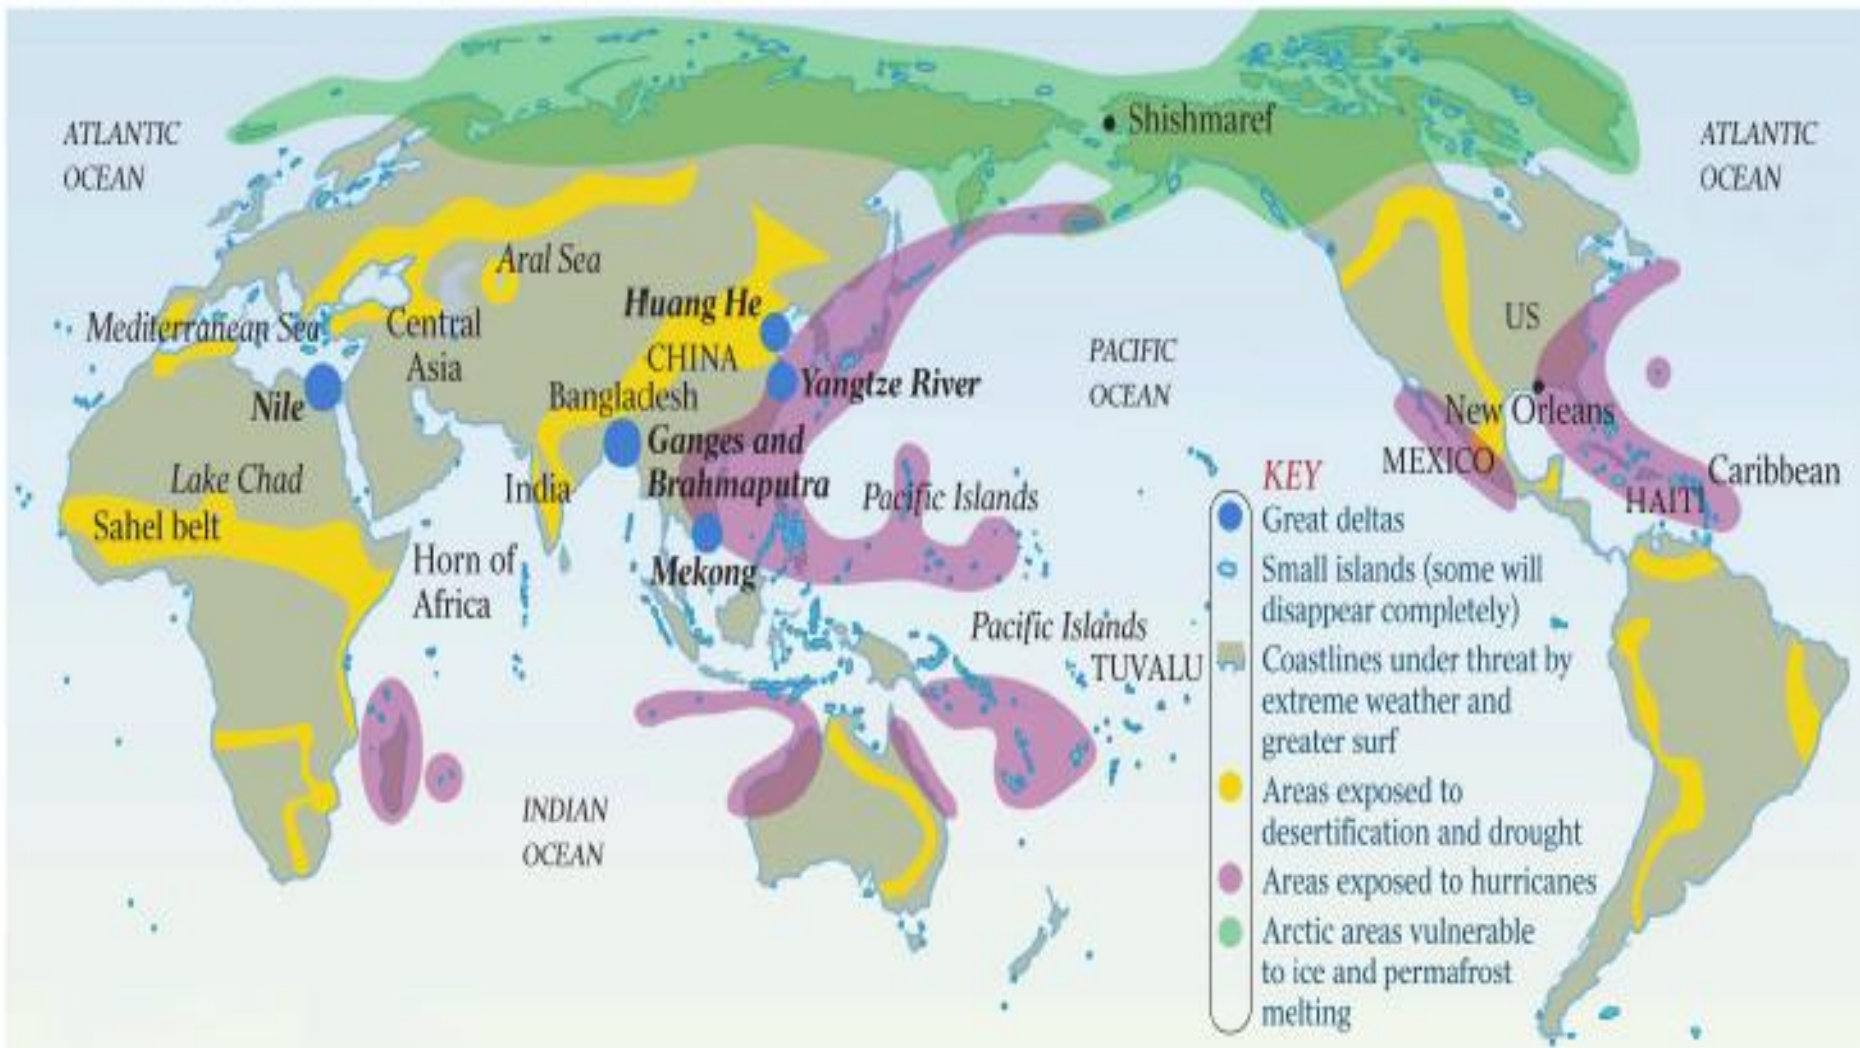 ATLANTIC
OCEAN
Shishmaref
ATLANTIC
OCEAN
Aral Sea
Huang He
Mediterranean Sea
Central
Asia
CHINA
US
PACIFIC
OCEAN
Nile
Bangladesh
Yangtze River
New Orleans
Ganges and
Brahmaputra
Lake Chad
India
Pacific Islands
MEXICO
Caribbean
HAITI
Sahel belt
Horn of
Africa
Mekong
Pacific Islands
TUVALU
INDIAN
OCEAN
KEY
Great deltas
Small islands (some will
disappear completely)
Coastlines under threat by
extreme weather and
greater surf
Areas exposed to
desertification and drought
Areas exposed to hurricanes
Arctic areas vulnerable
to ice and permafrost
melting